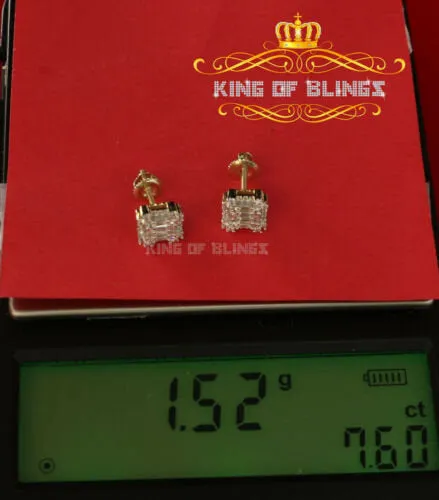 KING OF BLINGS
KING OF BLINGS
1.52 g
ct
7.60